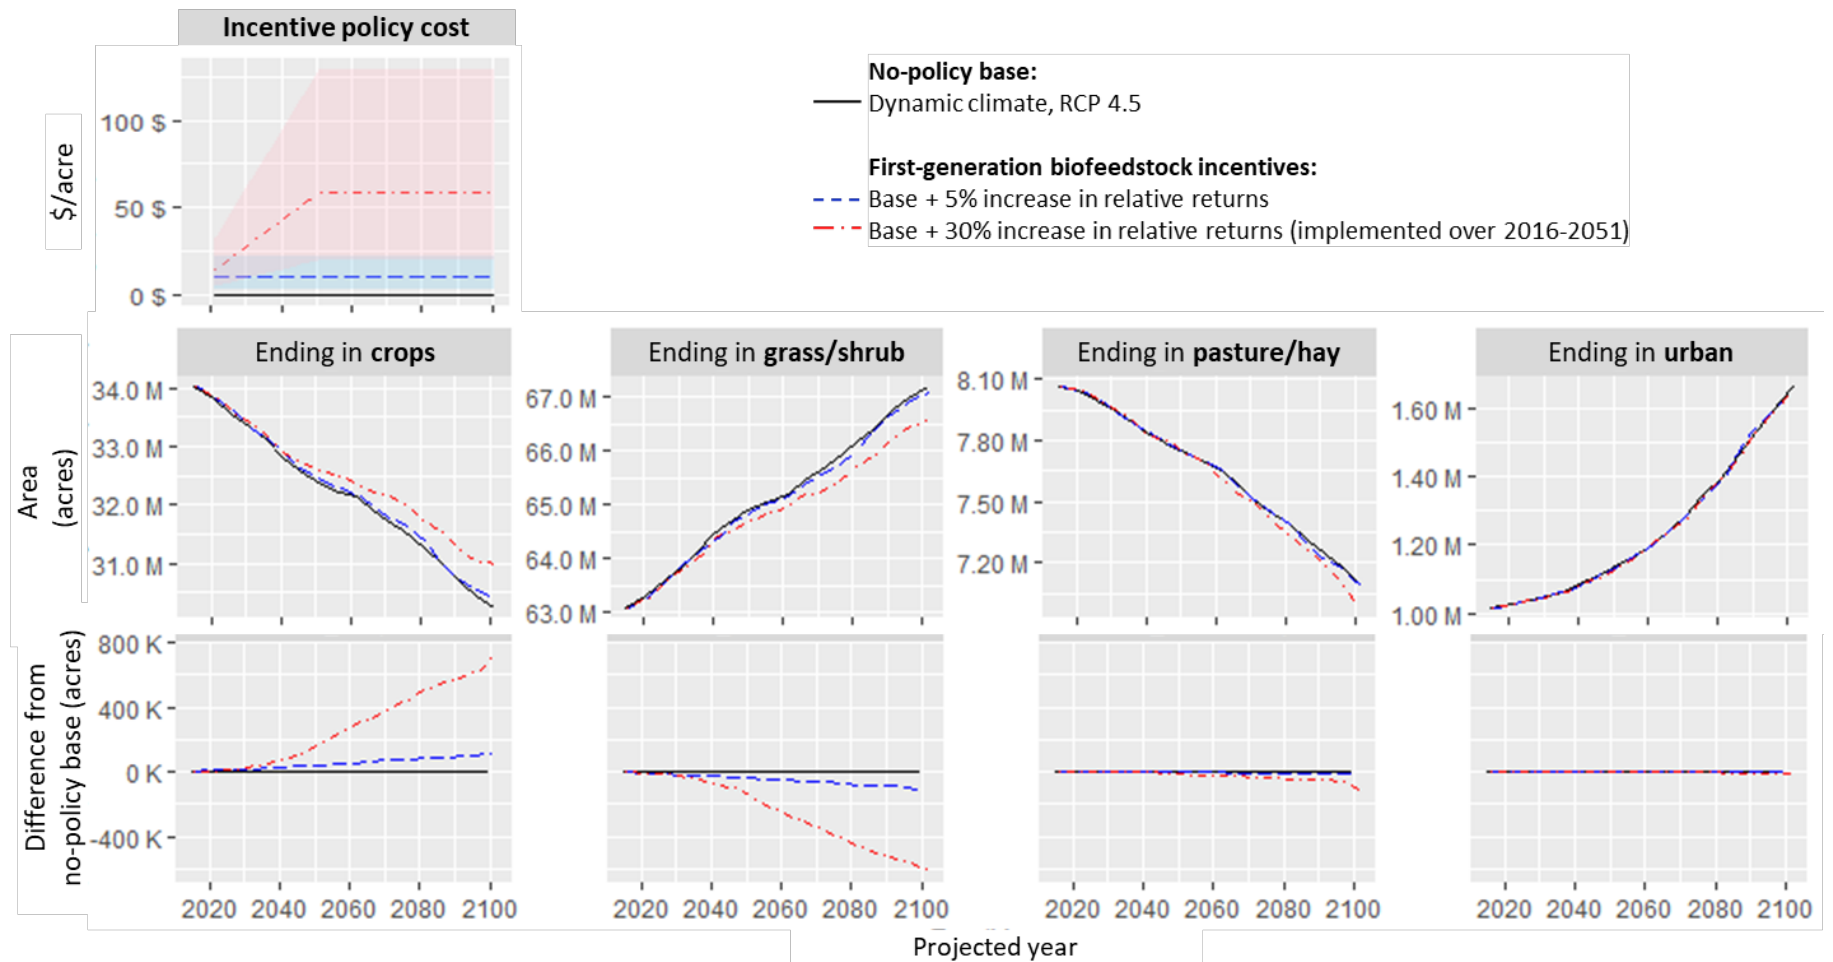 Incentive policy cost
$/acre
100 $
50 $
0 $
No-policy base:
Dynamic climate, RCP 4.5
First-generation biofeedstock incentives:
Base + 5% increase in relative returns
Base + 30% increase in relative returns (implemented over 2016-2051)
Area
(acres)
Ending in crops
34.0 M
33.0 M
32.0 M
31.0 M
Ending in grass/shrub
67.0 M
66.0 M
65.0 M
64.0 M
63.0 M
Ending in pasture/hay
8.10 M
7.80 M
7.50 M
7.20 M
Ending in urban
1.60 M
1.40 M
1.20 M
1.00 M
Difference from
no-policy base (acres)
800 K
400 K
0 K
-400 K
2020 2040 2060 2080 2100
2020 2040 2060 2080 2100
2020 2040 2060 2080 2100
2020 2040 2060 2080 2100
Projected year